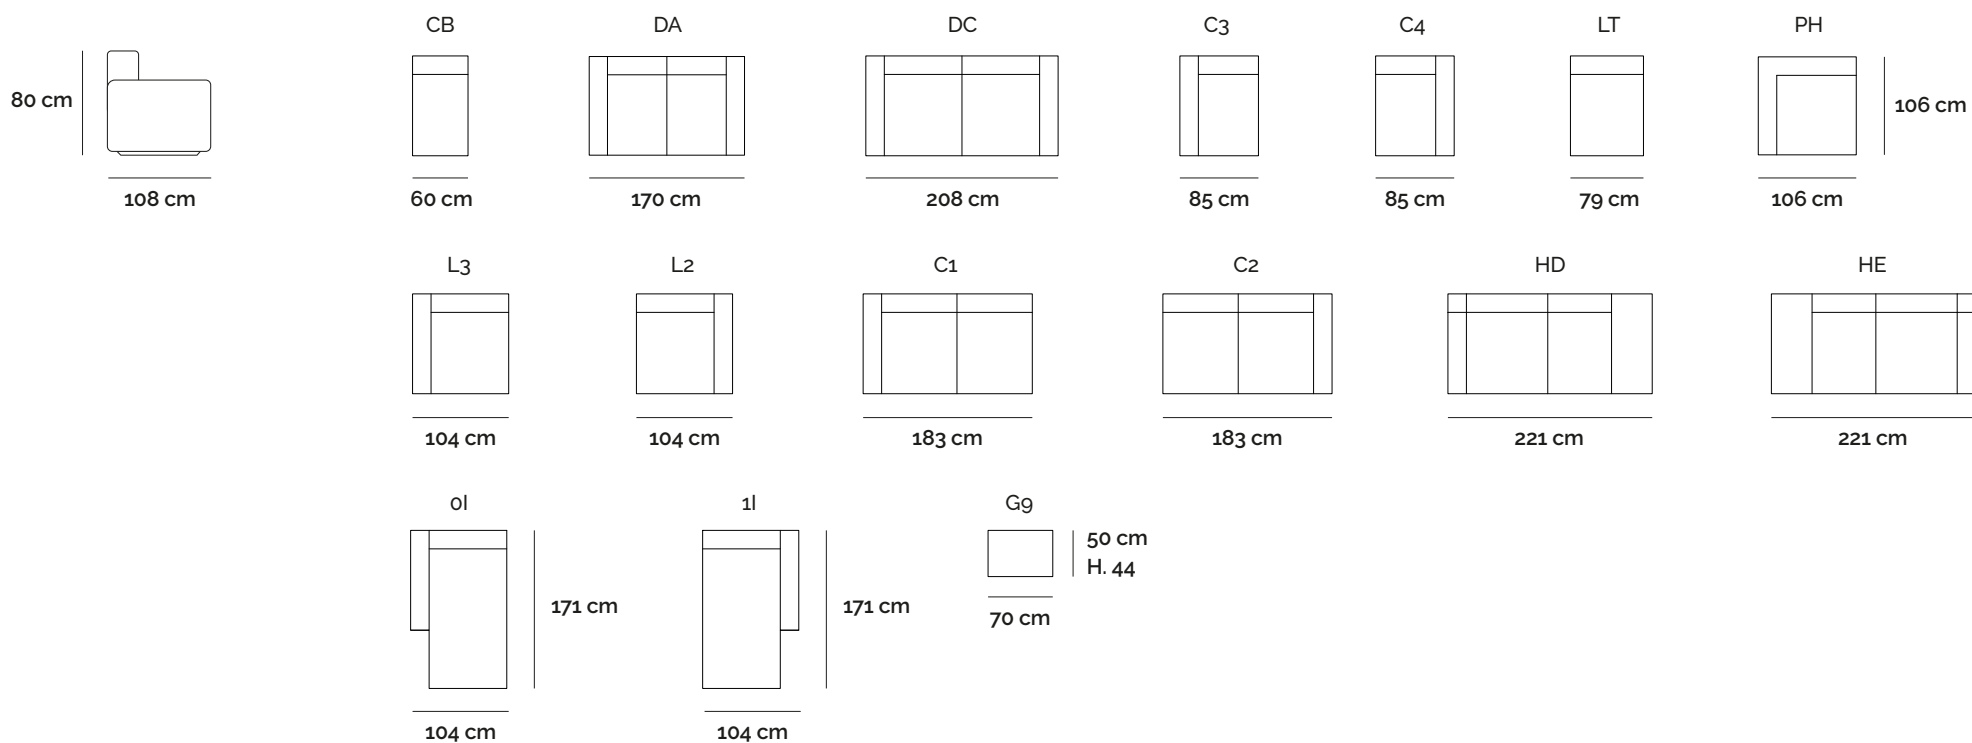 CB DA DC C3 C4 LT PH
80 cm 106 cm
108 cm 60 cm 170 cm 208 cm 85 cm 85 cm 79 cm 106 cm
L3 L2 C1 C2 HD HE
104 cm 104 cm 183 cm 183 cm 221 cm 221 cm
0I 1I G9
50 cm
H. 44
171 cm 171 cm
70 cm
104 cm 104 cm